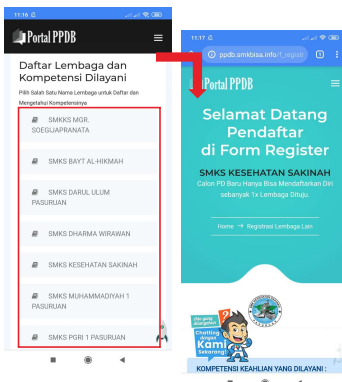 11:16
Portal PPDB
Daftar Lembaga dan
Kompetensi Dilayani
Pilih Salah Satu Nama Lembaga untuk Daftar dan
Mengetahui Kompetensinya
SMKKS MGR.
SOEGIJAPRANATA
SMKS BAYT AL-HIKMAH
SMKS DARUL ULUM
PASURUAN
SMKS DHARMA WIRAWAN
SMKS KESEHATAN SAKINAH
SMKS MUHAMMADIYAH 1
PASURUAN
SMKS PGRI 1 PASURUAN
11:17
ppdb.smkbisa.info/f_registr
Portal PPDB
Selamat Datang
Pendaftar
di Form Register
SMKS KESEHATAN SAKINAH
Calon PD Baru Hanya Bisa Mendaftarkan Diri
sebanyak 1x Lembaga Dituju.
Home → Registrasi Lembaga Lain
Chatting
dengan
Kami
Sekarang!
KOMPETENSI KEAHLIAN YANG DILAYANI :